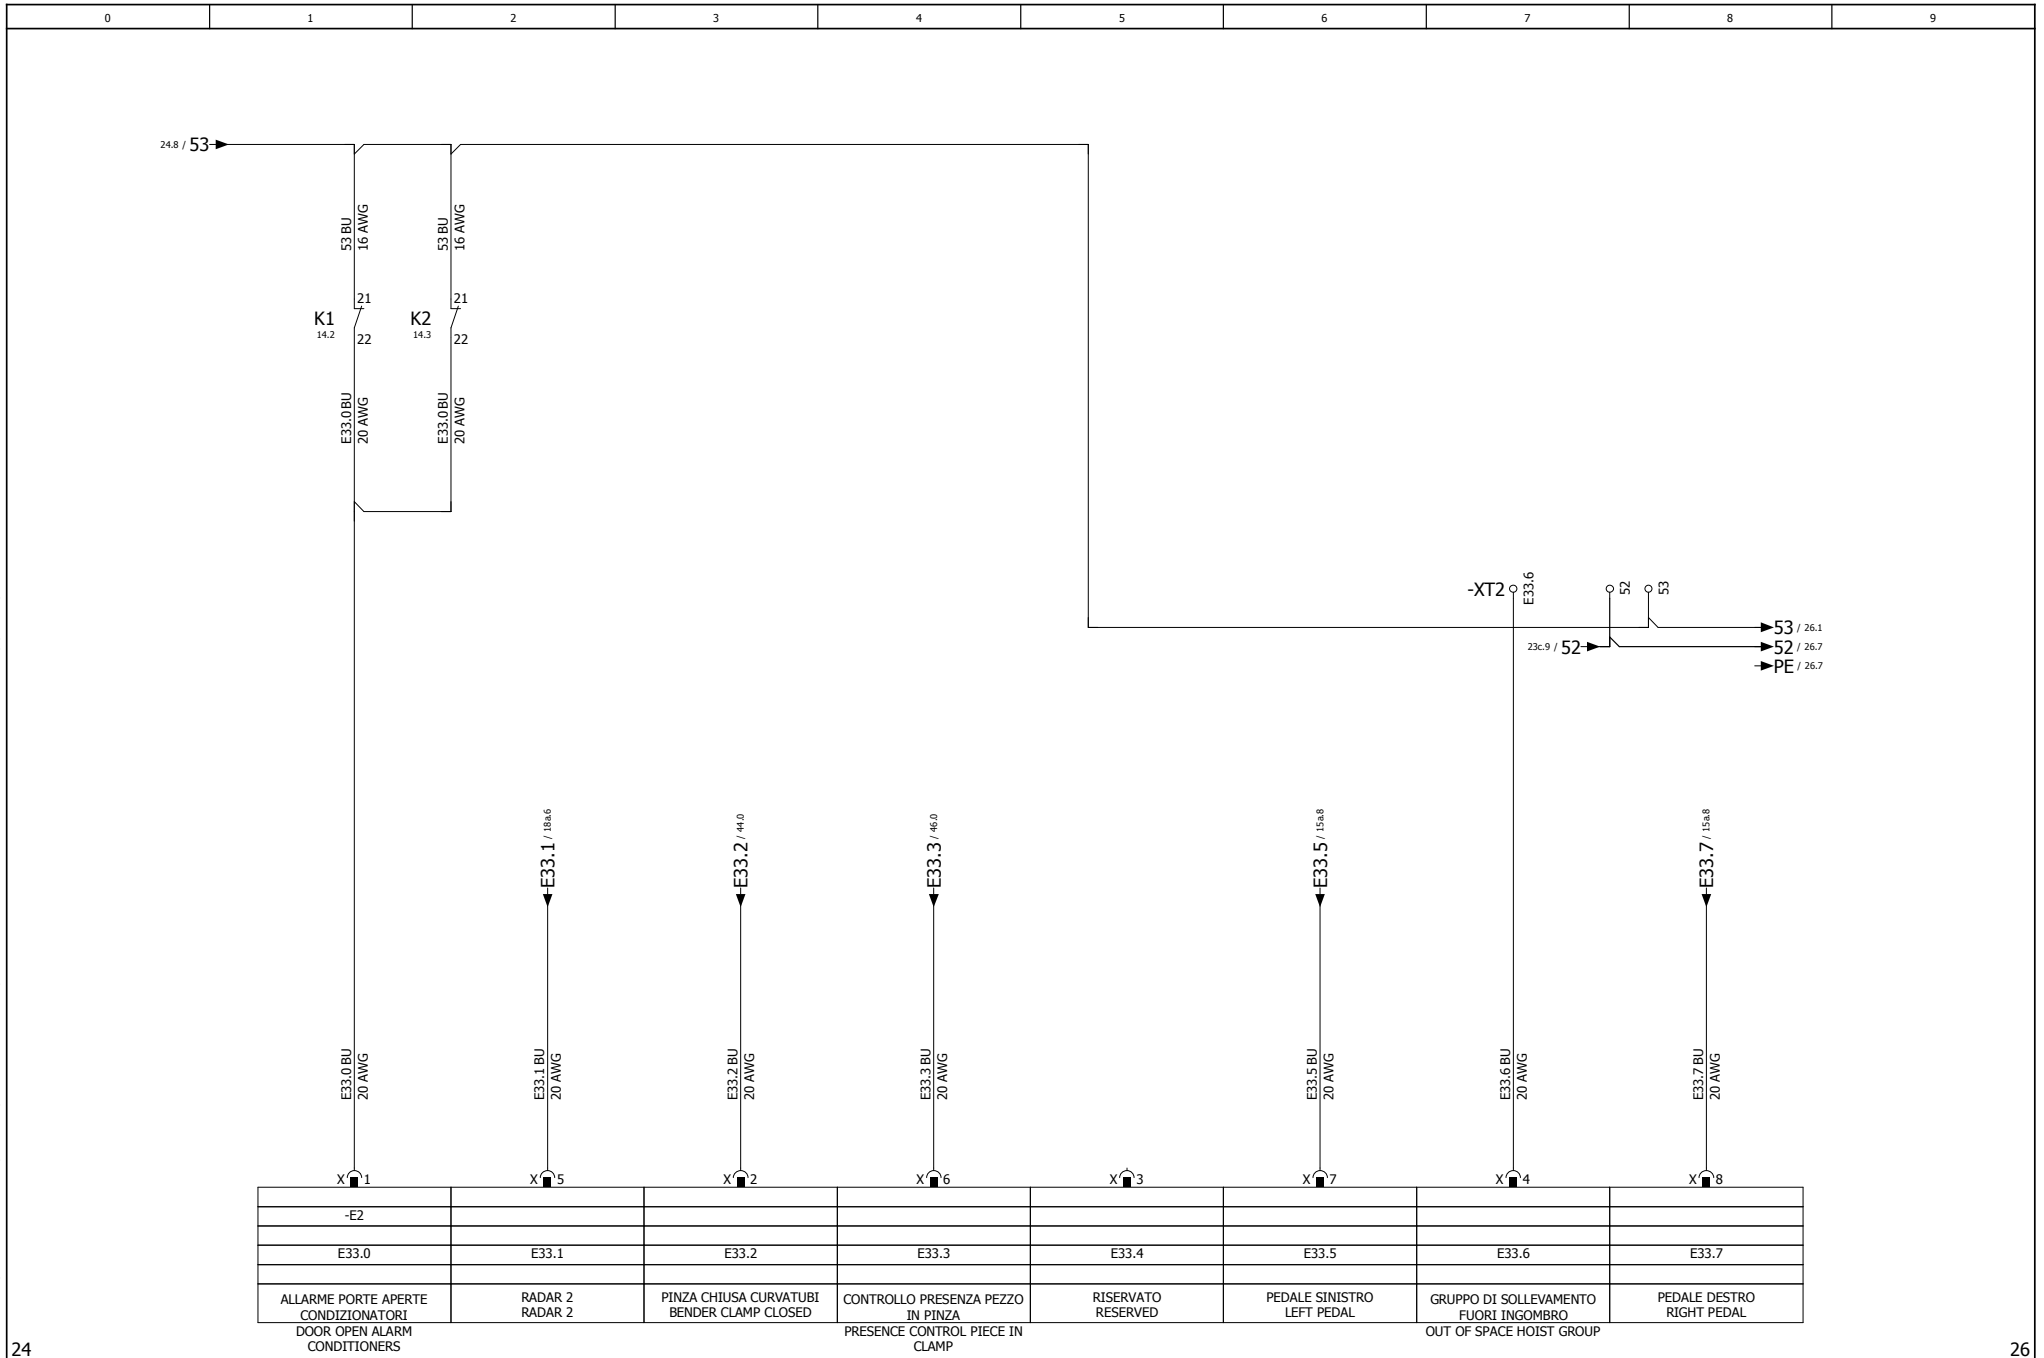 0 1 2 3 4 5 6 7 8 9
24.8 / 53
53 BU
16 AWG
53 BU
16 AWG
K1
14.2
21
22
K2
14.3
21
22
E33.0 BU
20 AWG
E33.0 BU
20 AWG
-XT2
E33.6
52
53
53 / 26.1
23c.9 / 52
52 / 26.7
PE / 26.7
E33.1 / 18a.6
E33.2 / 44.0
E33.3 / 46.0
E33.5 / 15a.8
E33.7 / 15a.8
E33.0 BU
20 AWG
E33.1 BU
20 AWG
E33.2 BU
20 AWG
E33.3 BU
20 AWG
E33.5 BU
20 AWG
E33.6 BU
20 AWG
E33.7 BU
20 AWG
X 1 X 5 X 2 X 6 X 3 X 7 X 4 X 8
-E2
E33.0 E33.1 E33.2 E33.3 E33.4 E33.5 E33.6 E33.7
ALLARME PORTE APERTE
CONDIZIONATORI
DOOR OPEN ALARM
CONDITIONERS
RADAR 2
RADAR 2
PINZA CHIUSA CURVATUBI
BENDER CLAMP CLOSED
CONTROLLO PRESENZA PEZZO
IN PINZA
PRESENCE CONTROL PIECE IN
CLAMP
RISERVATO
RESERVED
PEDALE SINISTRO
LEFT PEDAL
GRUPPO DI SOLLEVAMENTO
FUORI INGOMBRO
OUT OF SPACE HOIST GROUP
PEDALE DESTRO
RIGHT PEDAL
24
26